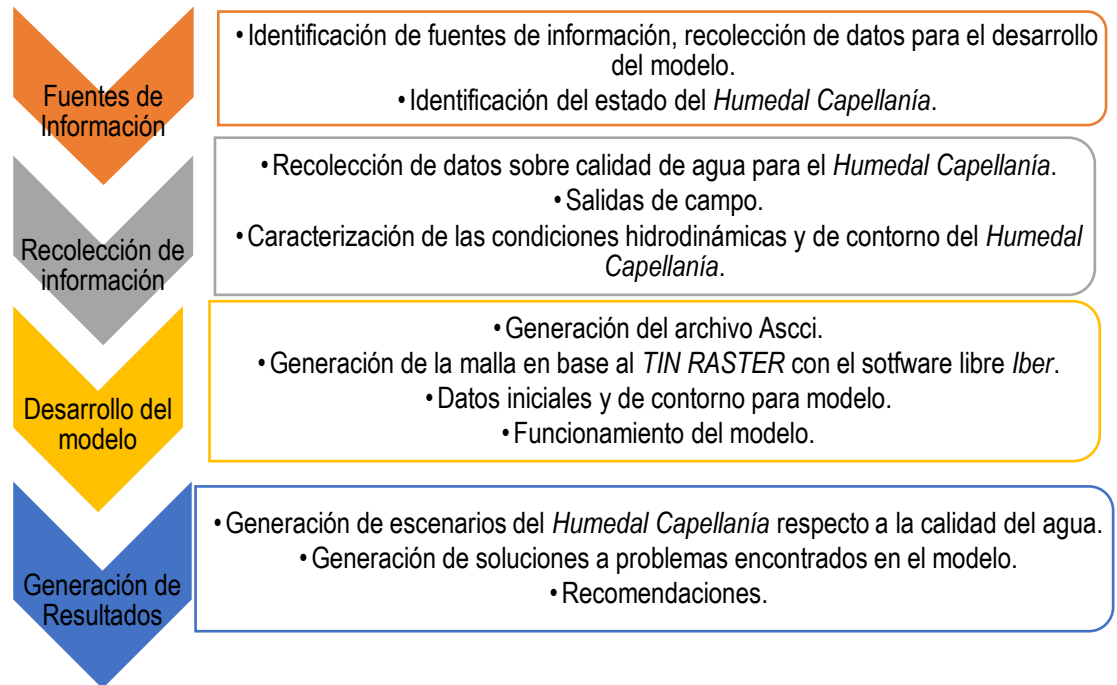 Fuentes de
Información
• Identificación de fuentes de información, recolección de datos para el desarrollo
del modelo.
• Identificación del estado del Humedal Capellanía.
Recolección de
información
• Recolección de datos sobre calidad de agua para el Humedal Capellanía.
• Salidas de campo.
• Caracterización de las condiciones hidrodinámicas y de contorno del Humedal
Capellanía.
Desarrollo del
modelo
• Generación del archivo Ascci.
• Generación de la malla en base al TIN RASTER con el sotfware libre Iber.
• Datos iniciales y de contorno para modelo.
• Funcionamiento del modelo.
Generación de
Resultados
• Generación de escenarios del Humedal Capellanía respecto a la calidad del agua.
• Generación de soluciones a problemas encontrados en el modelo.
• Recomendaciones.